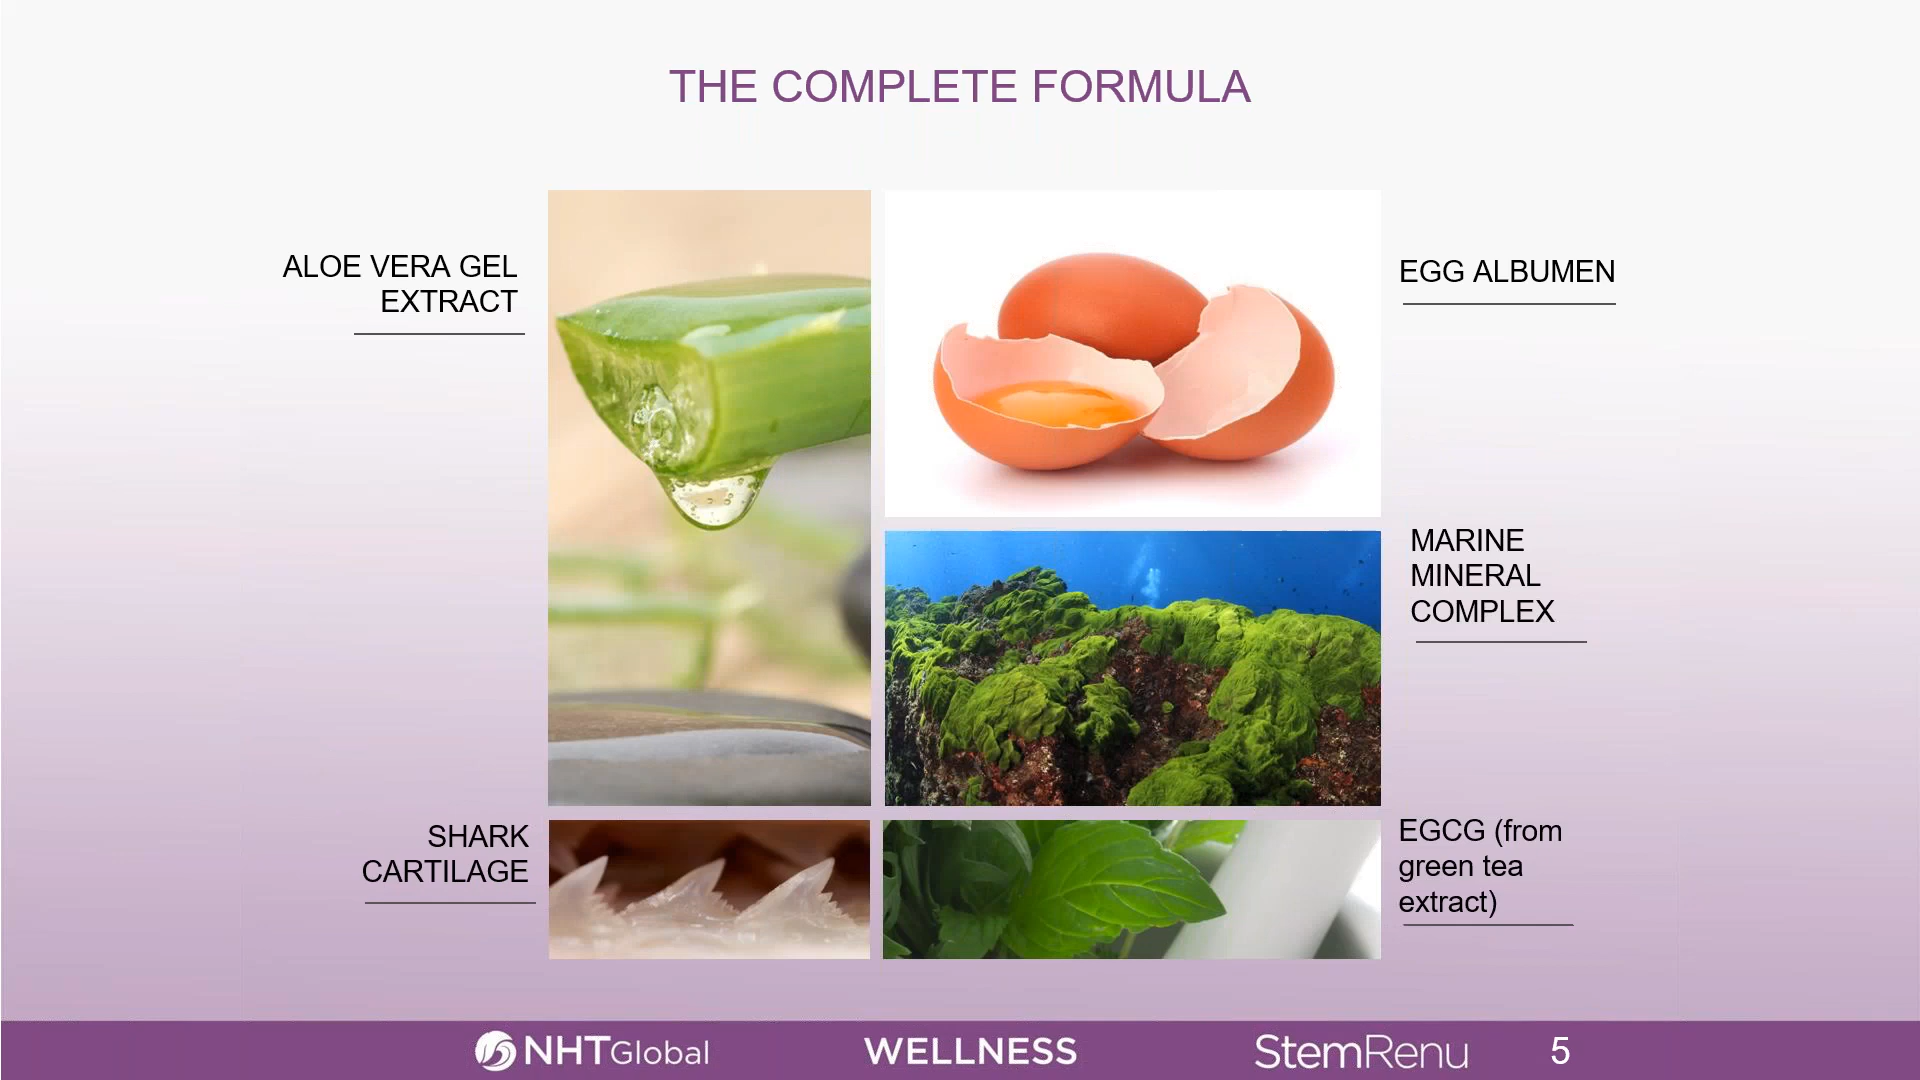 THE COMPLETE FORMULA
ALOE VERA GEL
EXTRACT
EGG ALBUMEN
MARINE
MINERAL
COMPLEX
SHARK
CARTILAGE
EGCG (from
green tea
extract)
NHTGlobal
WELLNESS
StemRenu
5